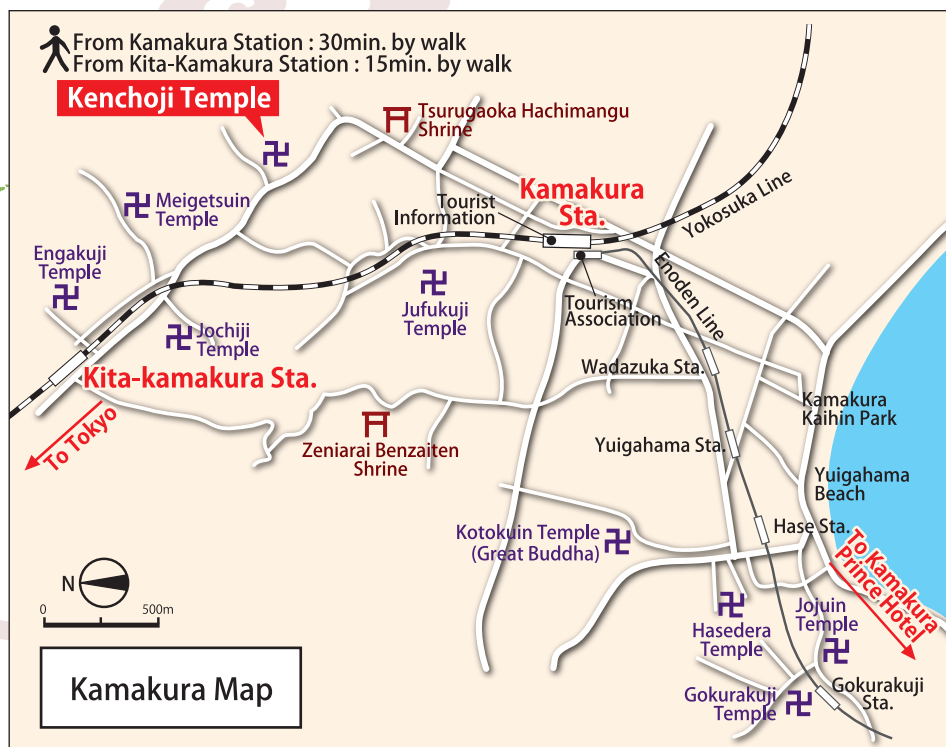 From Kamakura Station : 30min. by walk
From Kita-Kamakura Station : 15min. by walk
Kenchoji Temple
Tsurugaoka Hachimangu
Shrine
Kamakura
Sta.
Tourist
Information
Yokosuka Line
Meigetsuin
Temple
Engakuji
Temple
Jufukuji
Temple
Jochiji
Temple
Tourism
Association
Enoden Line
Kita-kamakura Sta.
To Tokyo
Wadazuka Sta.
Kamakura
Kaihin Park
Zeniarai Benzaiten
Shrine
Yuigahama Sta.
Yuigahama
Beach
Kotokuin Temple
(Great Buddha)
Hase Sta.
To Kamakura
Prince Hotel
N
0 500m
Hasedera
Temple
Jojuin
Temple
Gokurakuji
Temple
Gokurakuji
Sta.
Kamakura Map